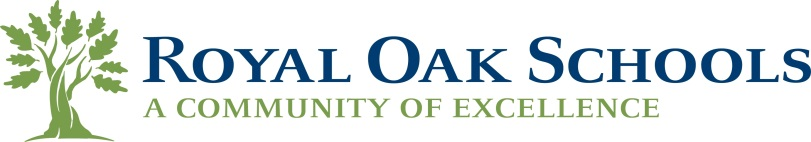 ROYAL OAK SCHOOLS
A COMMUNITY OF EXCELLENCE